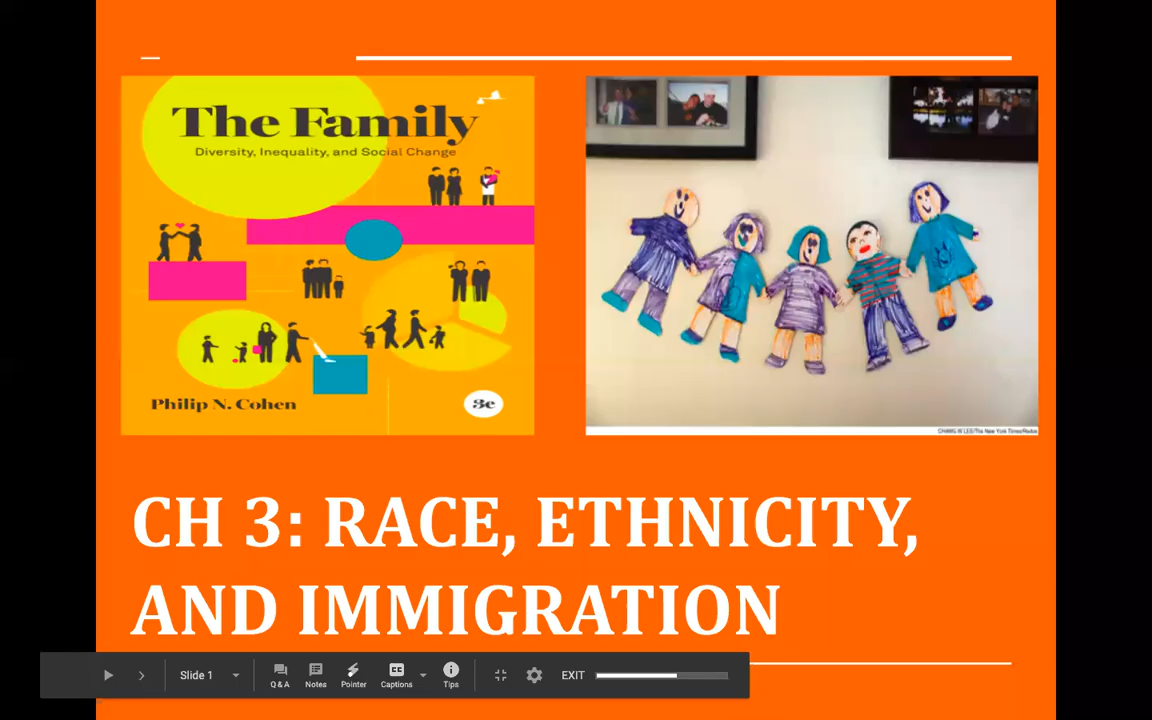 The Family
Diversity, Inequality, and Social Change
Philip N. Cohen
3e
CH 3: RACE, ETHNICITY,
AND IMMIGRATION
Slide 1
Q & A
Notes
Pointer
Captions
Tips
EXIT